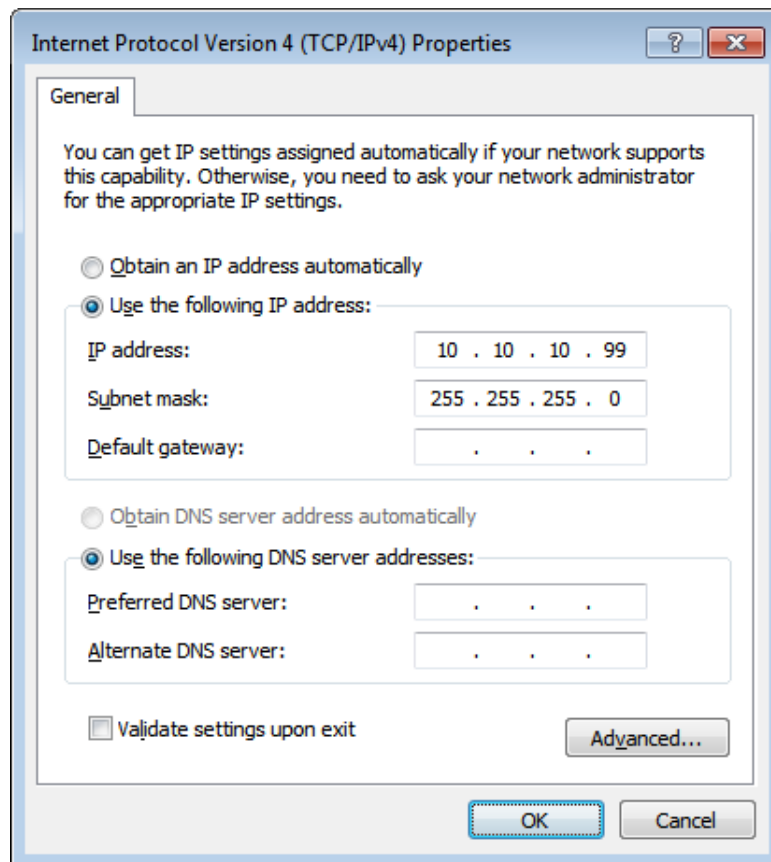 Internet Protocol Version 4 (TCP/IPv4) Properties
?
General
You can get IP settings assigned automatically if your network supports
this capability. Otherwise, you need to ask your network administrator
for the appropriate IP settings.
Obtain an IP address automatically
Use the following IP address:
IP address: 10 . 10 . 10 . 99
Subnet mask: 255 . 255 . 255 . 0
Default gateway: . . .
Obtain DNS server address automatically
Use the following DNS server addresses:
Preferred DNS server: . . .
Alternate DNS server: . . .
Validate settings upon exit
Advanced...
OK Cancel